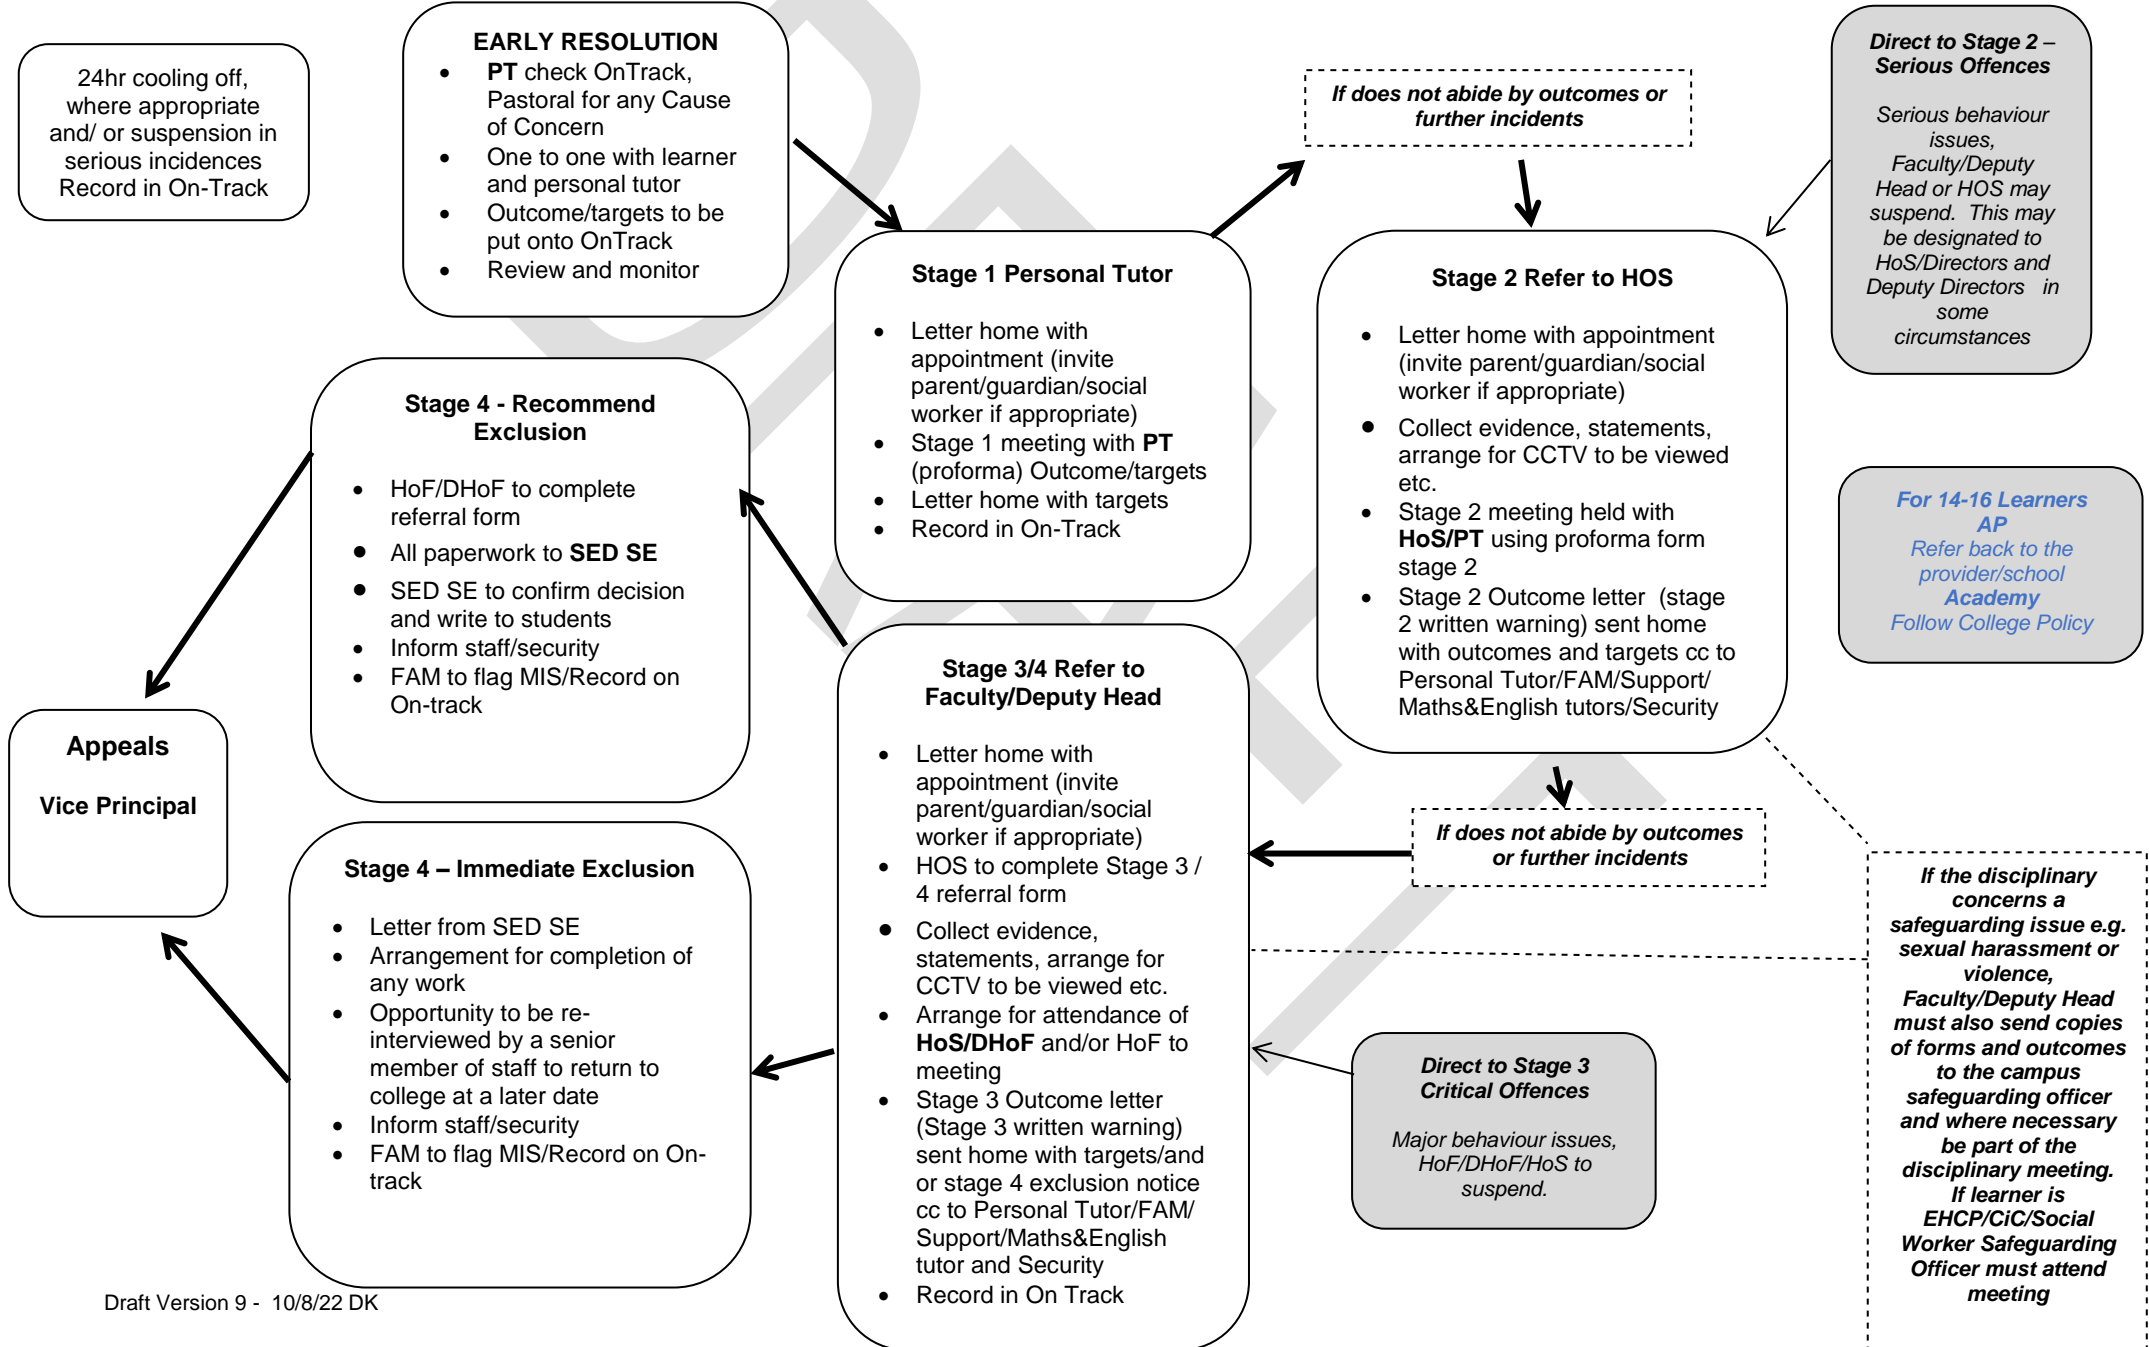 24hr cooling off,
where appropriate
and/ or suspension in
serious incidences
Record in On-Track
EARLY RESOLUTION
• PT check OnTrack,
Pastoral for any Cause
of Concern
• One to one with learner
and personal tutor
• Outcome/targets to be
put onto OnTrack
• Review and monitor
Stage 1 Personal Tutor
• Letter home with
appointment (invite
parent/guardian/social
worker if appropriate)
• Stage 1 meeting with PT
(proforma) Outcome/targets
• Letter home with targets
• Record in On-Track
If does not abide by outcomes or
further incidents
Stage 2 Refer to HOS
• Letter home with appointment
(invite parent/guardian/social
worker if appropriate)
• Collect evidence, statements,
arrange for CCTV to be viewed
etc.
• Stage 2 meeting held with
HoS/PT using proforma form
stage 2
• Stage 2 Outcome letter (stage
2 written warning) sent home
with outcomes and targets cc to
Personal Tutor/FAM/Support/
Maths&English tutors/Security
Direct to Stage 2 –
Serious Offences
Serious behaviour
issues,
Faculty/Deputy
Head or HOS may
suspend. This may
be designated to
HoS/Directors and
Deputy Directors in
some
circumstances
For 14-16 Learners
AP
Refer back to the
provider/school
Academy
Follow College Policy
If does not abide by outcomes
or further incidents
If the disciplinary
concerns a
safeguarding issue e.g.
sexual harassment or
violence,
Faculty/Deputy Head
must also send copies
of forms and outcomes
to the campus
safeguarding officer
and where necessary
be part of the
disciplinary meeting.
If learner is
EHCP/CiC/Social
Worker Safeguarding
Officer must attend
meeting
Stage 3/4 Refer to
Faculty/Deputy Head
• Letter home with
appointment (invite
parent/guardian/social
worker if appropriate)
• HOS to complete Stage 3 /
4 referral form
• Collect evidence,
statements, arrange for
CCTV to be viewed etc.
• Arrange for attendance of
HoS/DHoF and/or HoF to
meeting
• Stage 3 Outcome letter
(Stage 3 written warning)
sent home with targets/and
or stage 4 exclusion notice
cc to Personal Tutor/FAM/
Support/Maths&English
tutor and Security
• Record in On Track
Direct to Stage 3
Critical Offences
Major behaviour issues,
HoF/DHoF/HoS to
suspend.
Stage 4 - Recommend
Exclusion
• HoF/DHoF to complete
referral form
• All paperwork to SED SE
• SED SE to confirm decision
and write to students
• Inform staff/security
• FAM to flag MIS/Record on
On-track
Stage 4 – Immediate Exclusion
• Letter from SED SE
• Arrangement for completion of
any work
• Opportunity to be re-
interviewed by a senior
member of staff to return to
college at a later date
• Inform staff/security
• FAM to flag MIS/Record on On-
track
Appeals
Vice Principal
Draft Version 9 - 10/8/22 DK
DRAFT